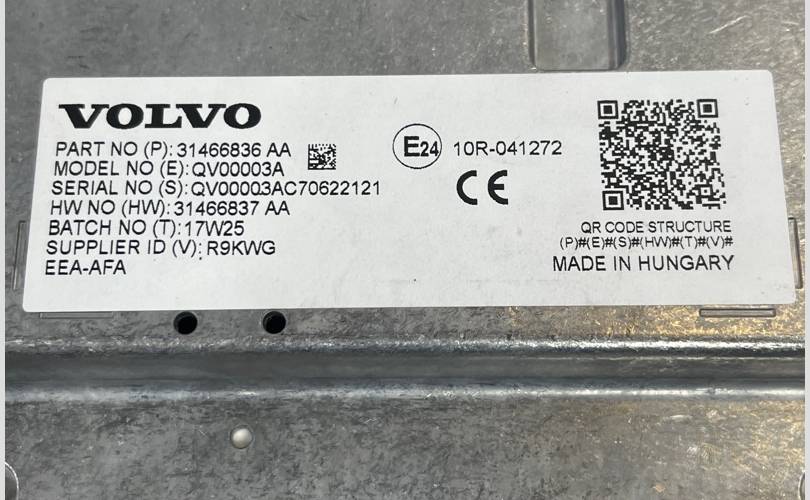 VOLVO
PART NO (P): 31466836 AA
MODEL NO (E): QV00003A
SERIAL NO (S): QV00003AC70622121
HW NO (HW): 31466837 AA
BATCH NO (T): 17W25
SUPPLIER ID (V): R9KWG
EEA-AFA
E24 10R-041272
CE
QR CODE STRUCTURE
(P)#(E)#(S)#(HW)#(T)#(V)#
MADE IN HUNGARY